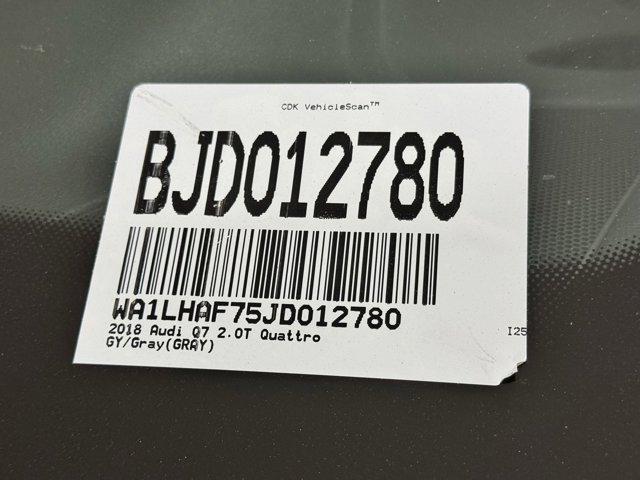 CDK VehicleScan™
BJD012780
WA1LHAF75JD012780
2018 Audi Q7 2.0T Quattro
GY/Gray(GRAY)
I25